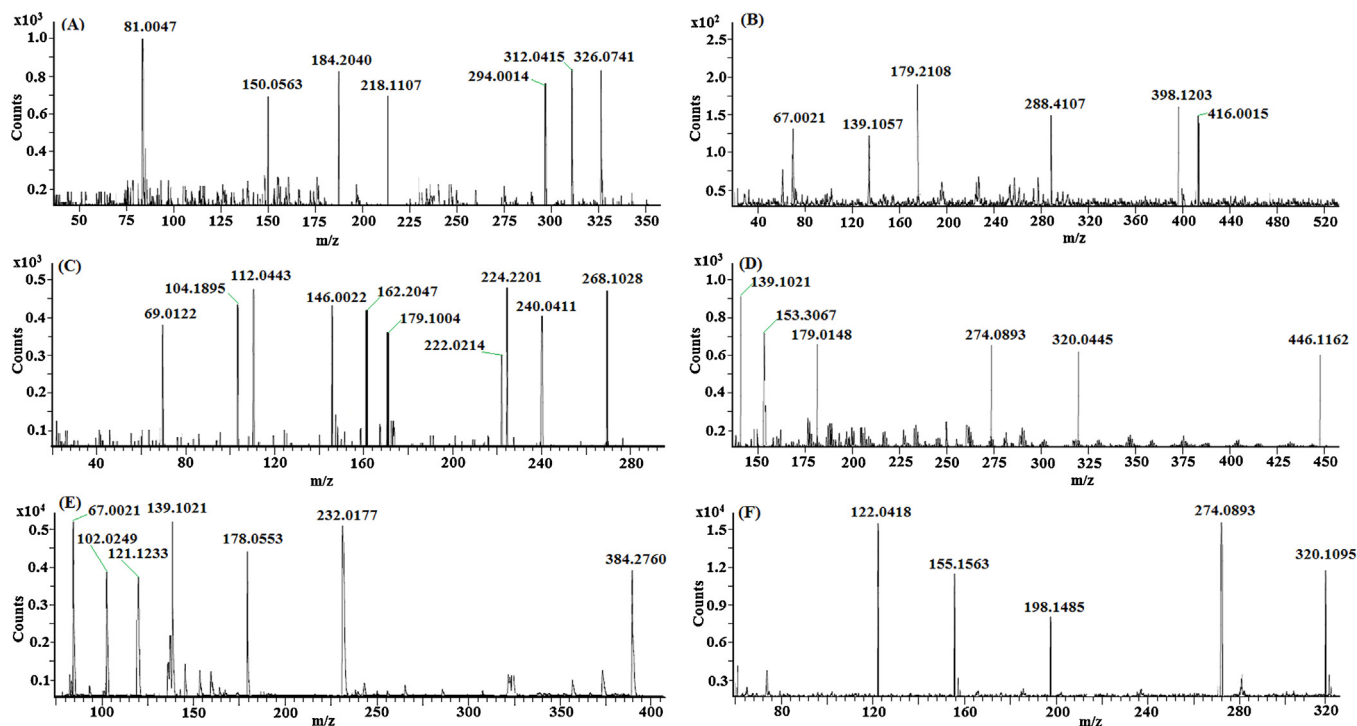 x10³ (A)
81.0047
150.0563
184.2040
218.1107
294.0014
312.0415 326.0741
1.0
0.8
0.6
0.4
0.2
Counts
50 75 100 125 150 175 200 225 250 275 300 325 350
m/z
x10² (B)
67.0021
139.1057
179.2108
288.4107
398.1203
416.0015
2.5
2.0
1.5
1.0
0.5
Counts
40 80 120 160 200 240 280 320 360 400 440 480 520
m/z
x10³ (C)
69.0122
104.1895
112.0443
146.0022
162.2047
179.1004
222.0214
224.2201
240.0411
268.1028
0.5
0.4
0.3
0.2
0.1
Counts
40 80 120 160 200 240 280
m/z
x10³ (D)
139.1021
153.3067
179.0148
274.0893
320.0445
446.1162
1.0
0.8
0.6
0.4
0.2
Counts
150 175 200 225 250 275 300 325 350 375 400 425 450
m/z
x10⁴ (E)
67.0021
102.0249
121.1233
139.1021
178.0553
232.0177
384.2760
0.5
0.4
0.3
0.2
0.1
Counts
100 150 200 250 300 350 400
m/z
x10⁴ (F)
122.0418
155.1563
198.1485
274.0893
320.1095
1.5
1.2
0.9
0.6
0.3
Counts
80 120 160 200 240 280 320
m/z